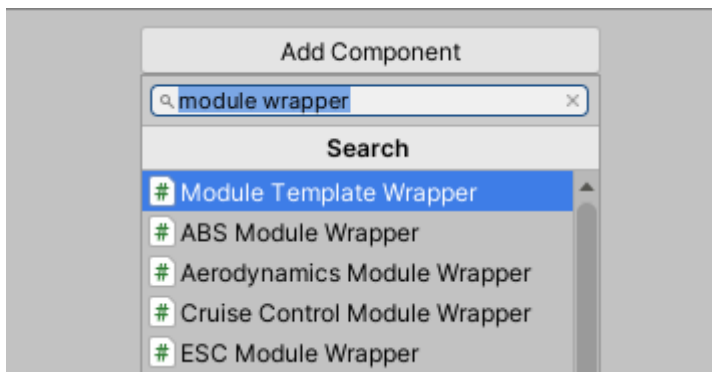 Add Component
module wrapper
Search
Module Template Wrapper
ABS Module Wrapper
Aerodynamics Module Wrapper
Cruise Control Module Wrapper
ESC Module Wrapper